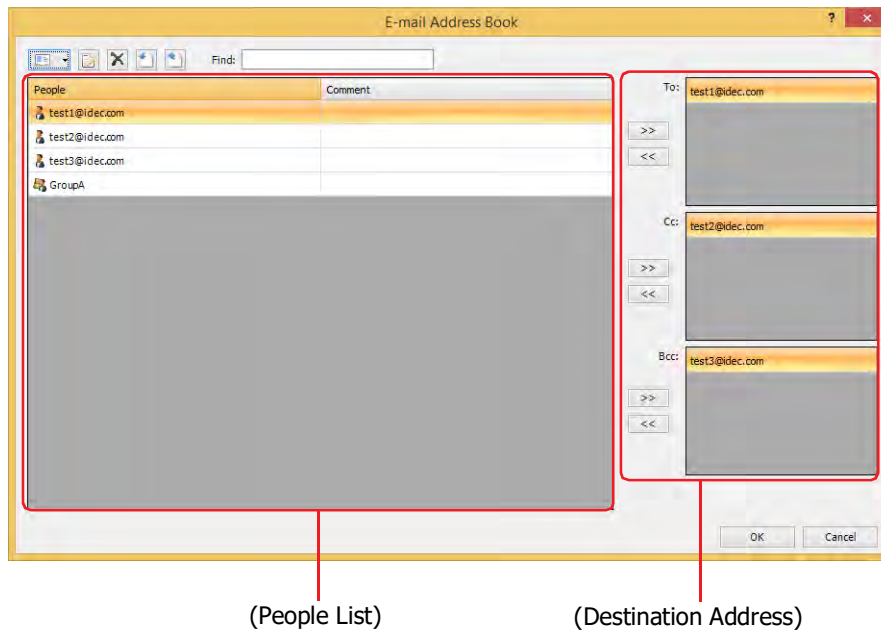 E-mail Address Book
? ×
Find:
People Comment
test1@idec.com
test2@idec.com
test3@idec.com
GroupA
To:
test1@idec.com
>>
<<
Cc:
test2@idec.com
>>
<<
Bcc:
test3@idec.com
>>
<<
OK Cancel
(People List) (Destination Address)